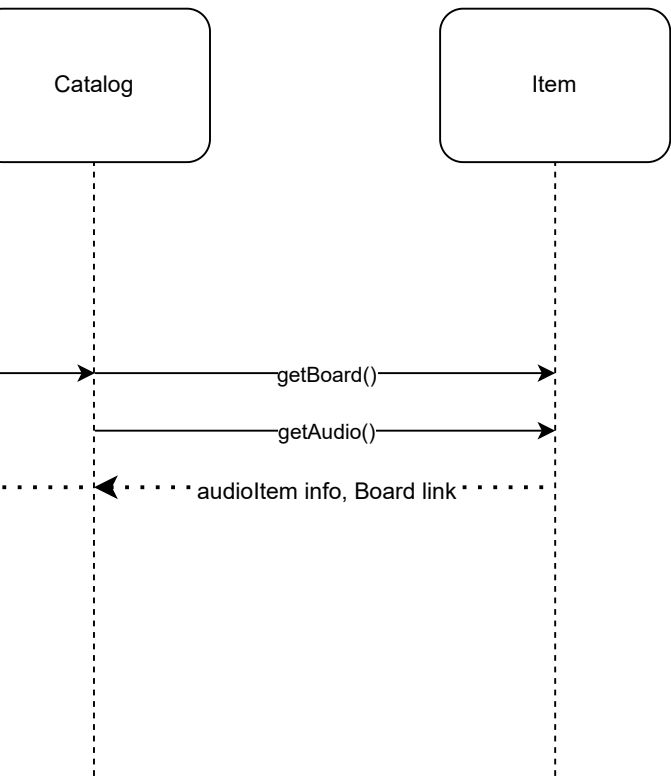 Catalog
Item
getBoard()
getAudio()
audioItem info, Board link